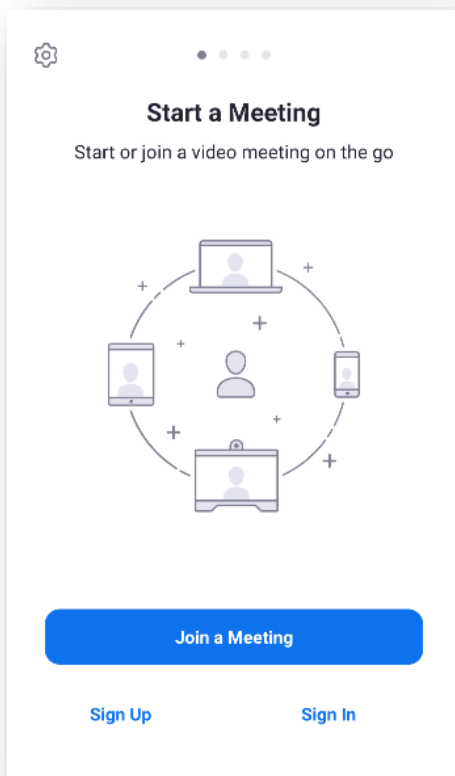 Start a Meeting
Start or join a video meeting on the go
Join a Meeting
Sign Up
Sign In